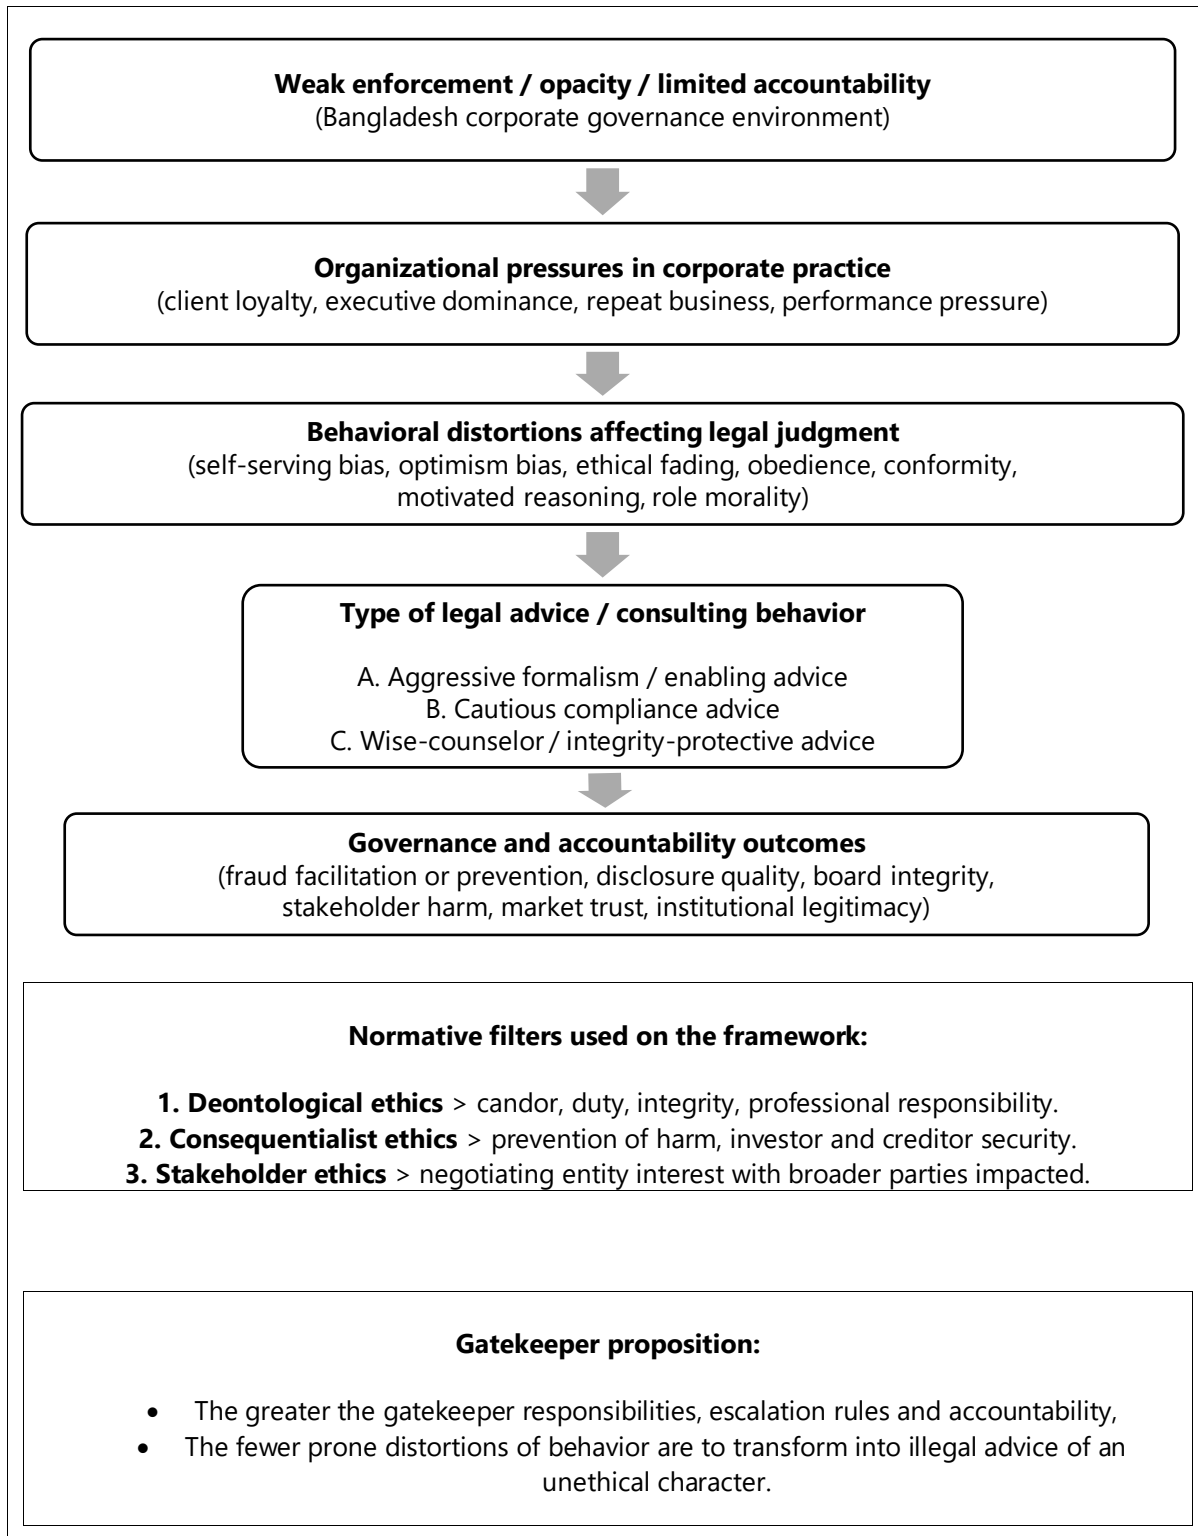 Weak enforcement / opacity / limited accountability
(Bangladesh corporate governance environment)
Organizational pressures in corporate practice
(client loyalty, executive dominance, repeat business, performance pressure)
Behavioral distortions affecting legal judgment
(self-serving bias, optimism bias, ethical fading, obedience, conformity,
motivated reasoning, role morality)
Type of legal advice / consulting behavior
A. Aggressive formalism / enabling advice
B. Cautious compliance advice
C. Wise-counselor / integrity-protective advice
Governance and accountability outcomes
(fraud facilitation or prevention, disclosure quality, board integrity,
stakeholder harm, market trust, institutional legitimacy)
Normative filters used on the framework:
1. Deontological ethics > candor, duty, integrity, professional responsibility.
2. Consequentialist ethics > prevention of harm, investor and creditor security.
3. Stakeholder ethics > negotiating entity interest with broader parties impacted.
Gatekeeper proposition:
• The greater the gatekeeper responsibilities, escalation rules and accountability,
• The fewer prone distortions of behavior are to transform into illegal advice of an
unethical character.